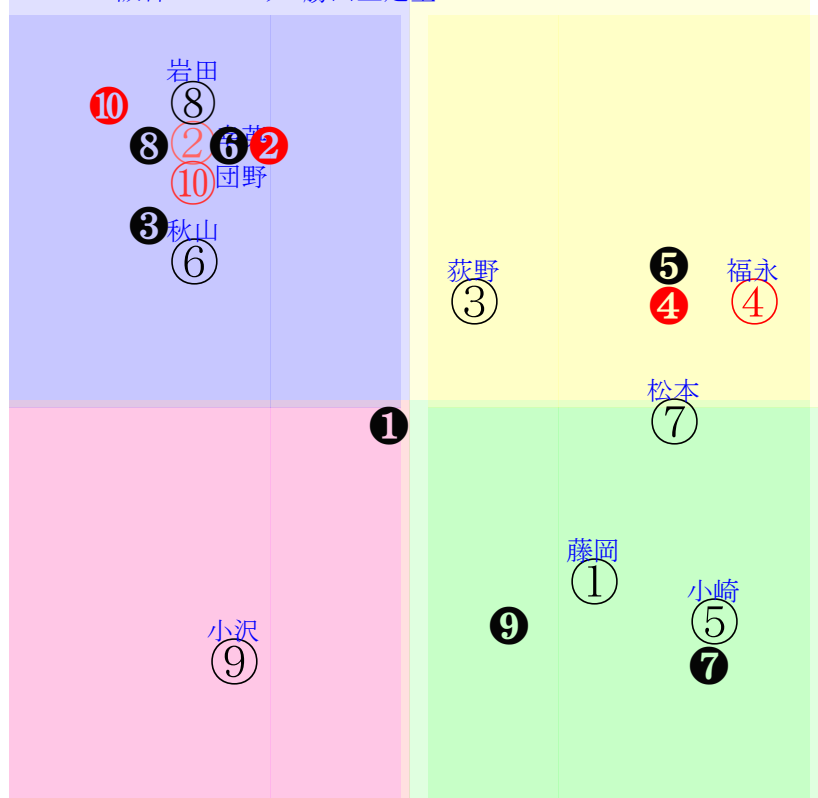 岩田
❿
⑧
❽
②
❻
❷
⑩
団野
❸
秋山
⑥
荻野
③
❺
❹
福永
④
松本
⑦
❶
藤岡
①
小崎
⑤
❾
❼
小沢
⑨